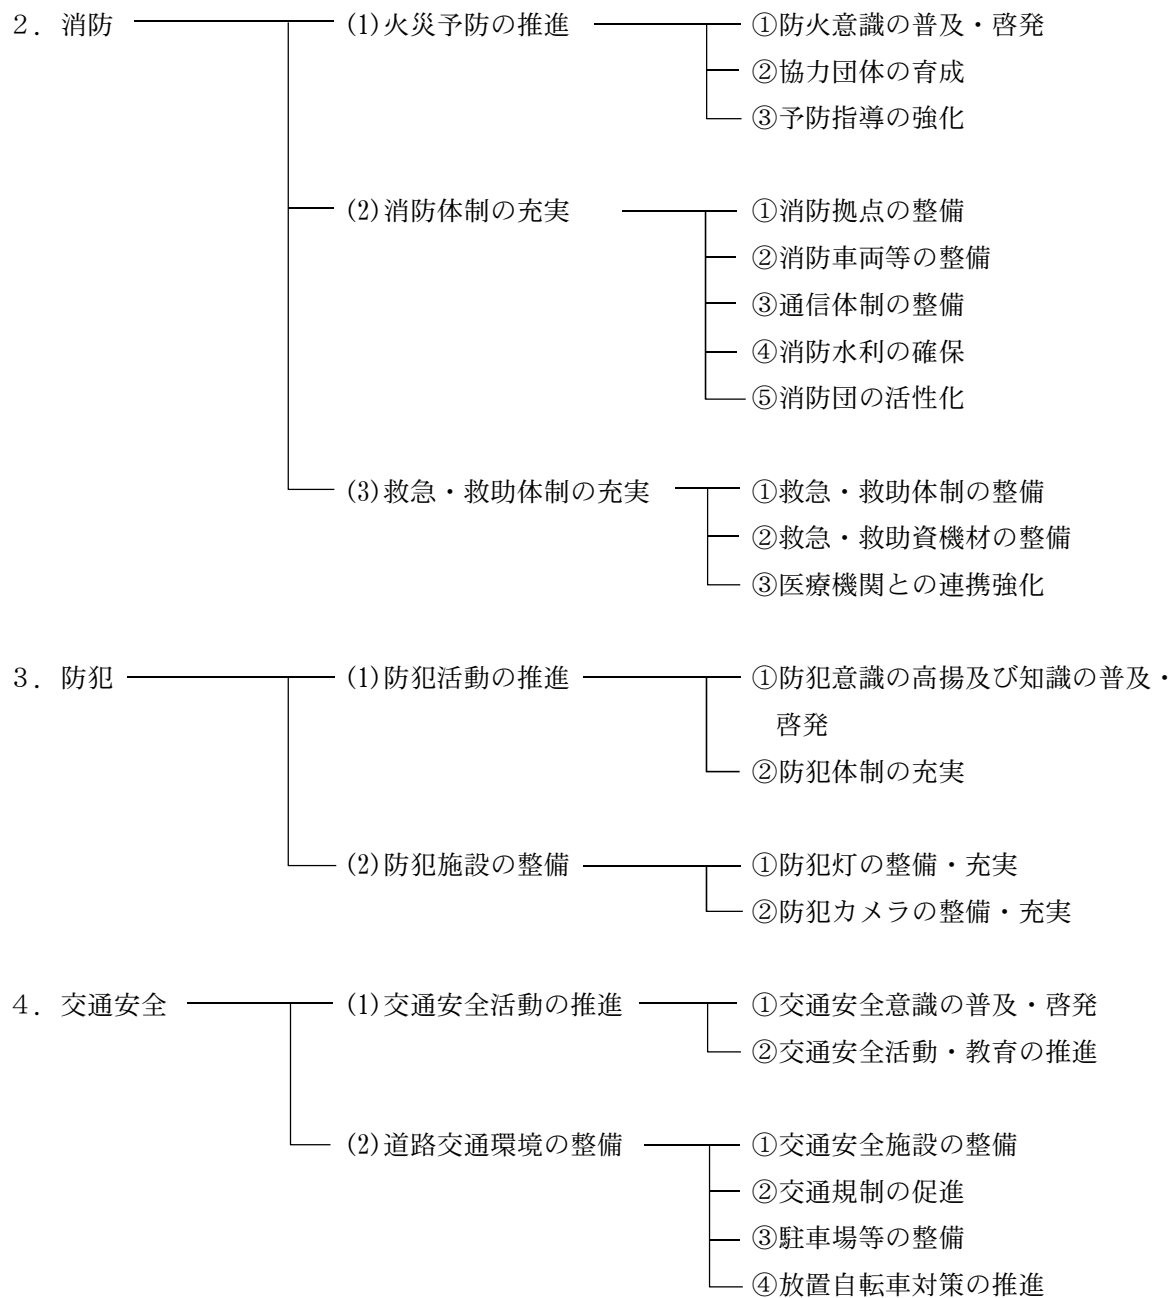 ２．消防 (1)火災予防の推進 ①防火意識の普及・啓発
②協力団体の育成
③予防指導の強化
(2)消防体制の充実 ①消防拠点の整備
②消防車両等の整備
③通信体制の整備
④消防水利の確保
⑤消防団の活性化
(3)救急・救助体制の充実 ①救急・救助体制の整備
②救急・救助資機材の整備
③医療機関との連携強化
３．防犯 (1)防犯活動の推進 ①防犯意識の高揚及び知識の普及・
啓発
②防犯体制の充実
(2)防犯施設の整備 ①防犯灯の整備・充実
②防犯カメラの整備・充実
４．交通安全 (1)交通安全活動の推進 ①交通安全意識の普及・啓発
②交通安全活動・教育の推進
(2)道路交通環境の整備 ①交通安全施設の整備
②交通規制の促進
③駐車場等の整備
④放置自転車対策の推進